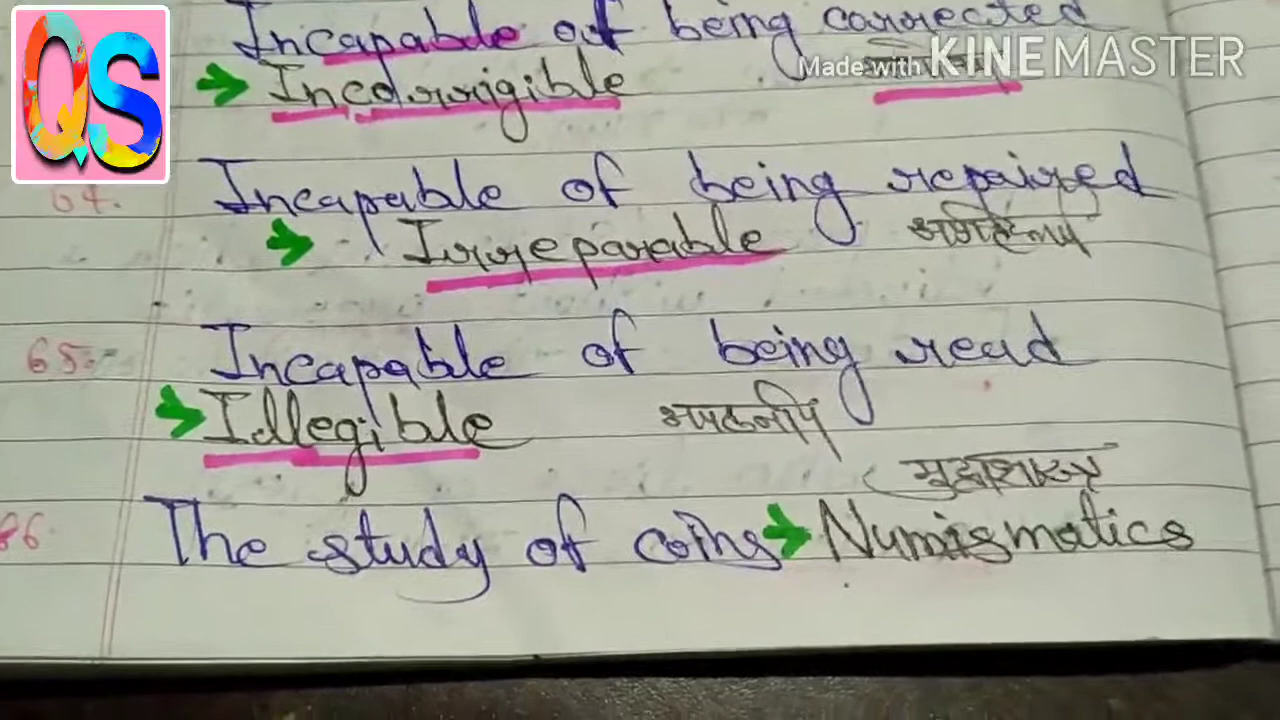 QS
Incapable of being corrected
Made with KINEMASTER
Incorrigible
64. Incapable of being repaired
Irreparable
65. Incapable of being read
Illegible अपठनीय
मुद्राशास्त्र
66. The study of coins Numismatics